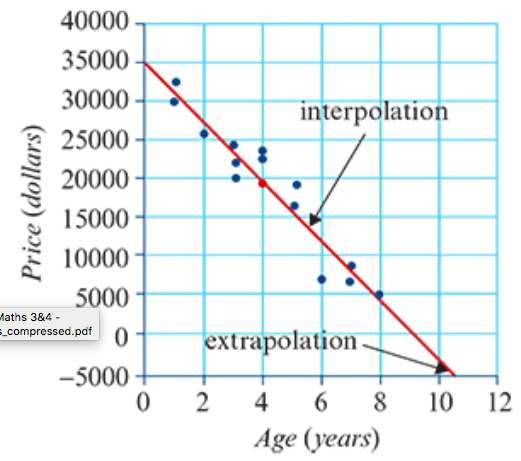 40000
35000
30000
25000
20000
15000
10000
5000
0
−5000
Price (dollars)
interpolation
extrapolation
Maths 3&4 -
s_compressed.pdf
0 2 4 6 8 10 12
Age (years)